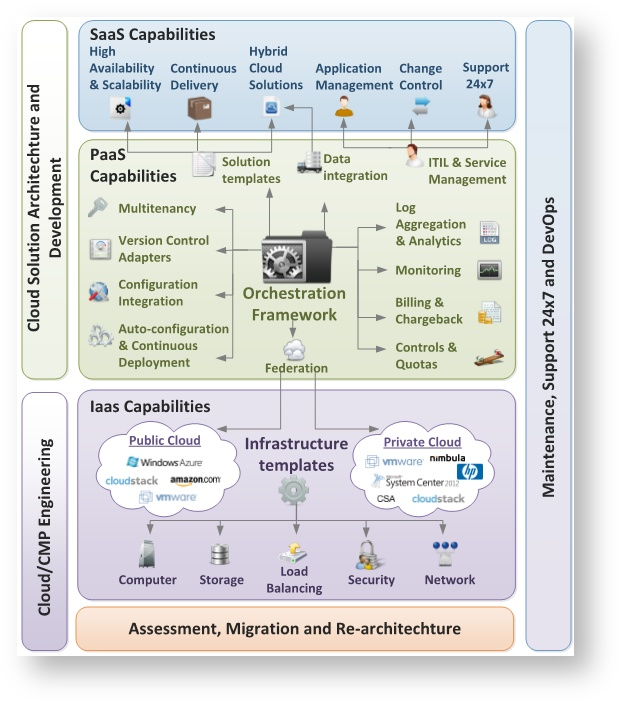 Cloud Solution Architechture and
Development
SaaS Capabilities
High
Availability
& Scalability
Continuous
Delivery
Hybrid
Cloud
Solutions
Application
Management
Change
Control
Support
24x7
PaaS
Capabilities
Solution
templates
Data
integration
ITIL & Service
Management
Multitenancy
Version Control
Adapters
Configuration
Integration
Auto-configuration
& Continuous
Deployment
Orchestration
Framework
Federation
Log
Aggregation
& Analytics
LOG
Monitoring
Billing &
Chargeback
Controls &
Quotas
Cloud/CMP Engineering
Iaas Capabilities
Public Cloud
Windows Azure
cloudstack
amazon.com
vmware
Infrastructure
templates
Private Cloud
vmware
nimbula
hp
Microsoft
System Center 2012
CSA
cloudstack
Computer
Storage
Load
Balancing
Security
Network
Assessment, Migration and Re-architechture
Maintenance, Support 24x7 and DevOps